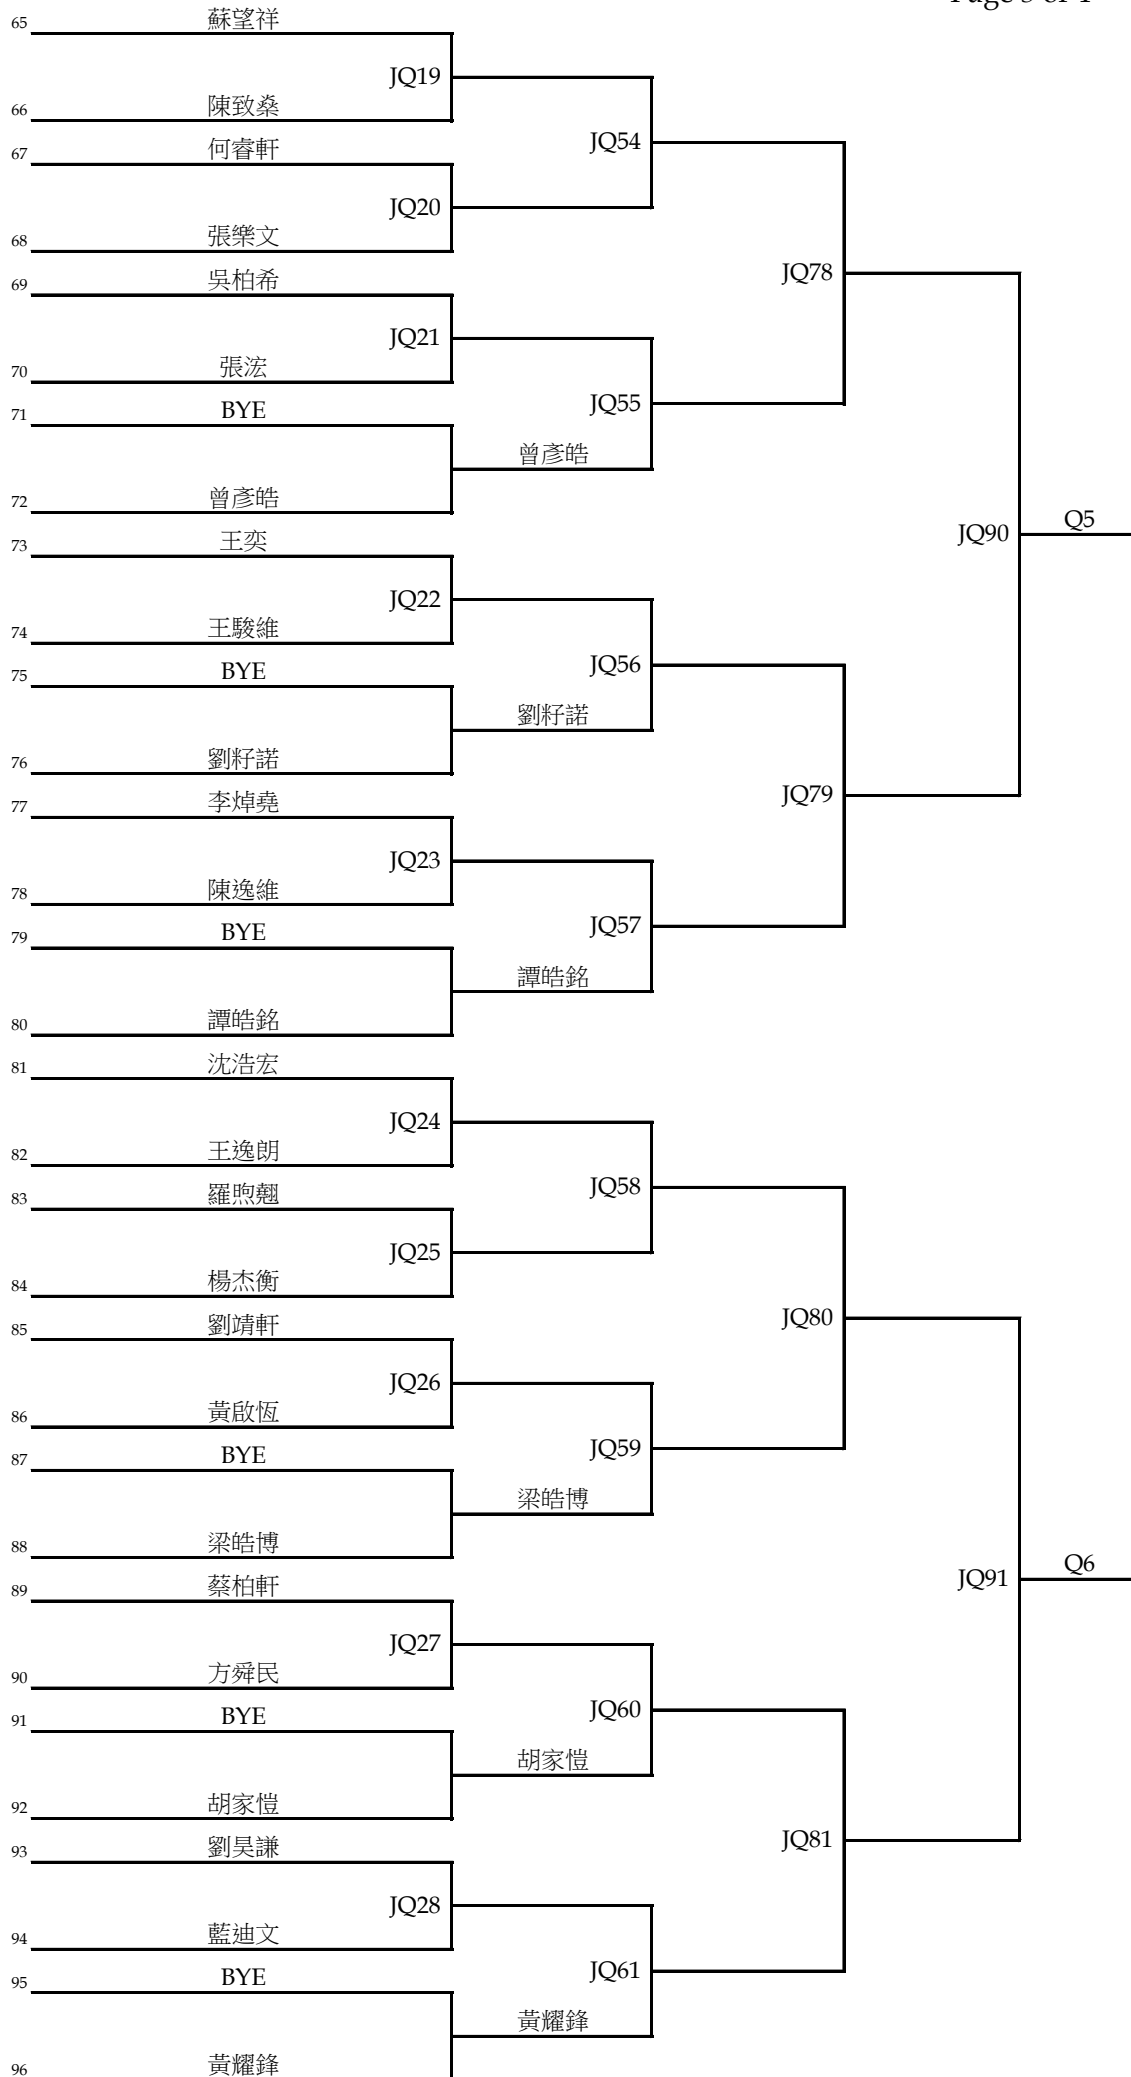 65 蘇望祥
JQ19
66 陳致燊
JQ54
67 何睿軒
JQ20
68 張樂文
JQ78
69 吳柏希
JQ21
70 張浤
JQ55
71 BYE
曾彥皓
72 曾彥皓
JQ90 Q5
73 王奕
JQ22
74 王駿維
JQ56
75 BYE
劉籽諾
76 劉籽諾
JQ79
77 李焯堯
JQ23
78 陳逸維
JQ57
79 BYE
譚皓銘
80 譚皓銘
81 沈浩宏
JQ24
82 王逸朗
JQ58
83 羅煦翹
JQ25
84 楊杰衡
JQ80
85 劉靖軒
JQ26
86 黃啟恆
JQ59
87 BYE
梁皓博
88 梁皓博
JQ91 Q6
89 蔡柏軒
JQ27
90 方舜民
JQ60
91 BYE
胡家愷
92 胡家愷
JQ81
93 劉昊謙
JQ28
94 藍迪文
JQ61
95 BYE
黃耀鋒
96 黃耀鋒